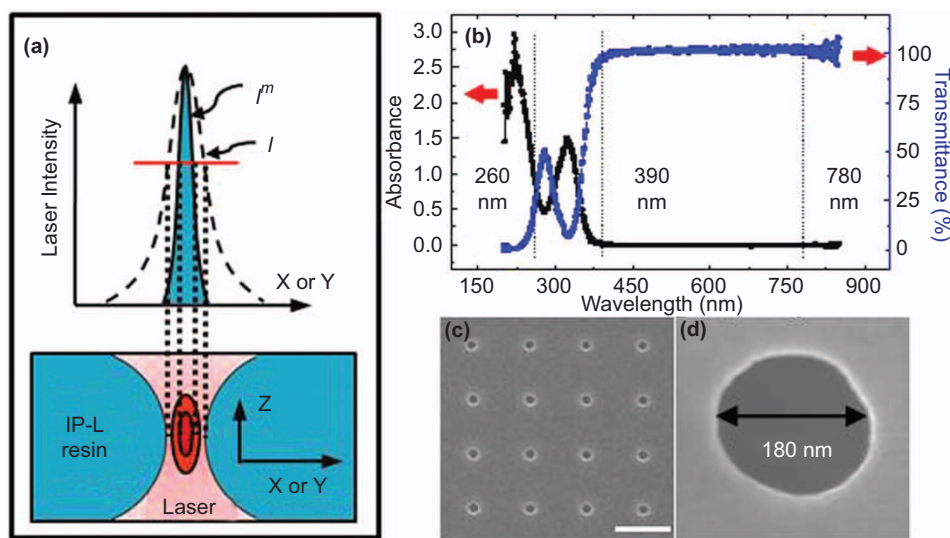 (a)
I^m
I
Laser Intensity
X or Y
IP-L
resin
Z
X or Y
Laser
(b)
Absorbance
3.0
2.5
2.0
1.5
1.0
0.5
0.0
260
nm
390
nm
780
nm
100
75
50
25
0
Transmittance (%)
150 300 450 600 750 900
Wavelength (nm)
(c)
(d)
180 nm